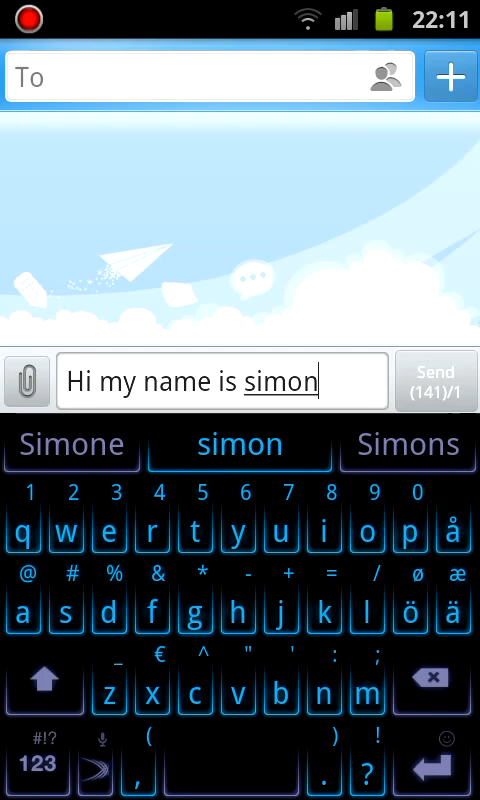 22:11
To
Hi my name is simon
Send
(141)/1
Simone simon Simons
1 2 3 4 5 6 7 8 9 0
q w e r t y u i o p å
@ # % & * - + = / ø æ
a s d f g h j k l ö ä
_ € ^ " ' : ;
z x c v b n m
#!? ( ) !
123 , . ?